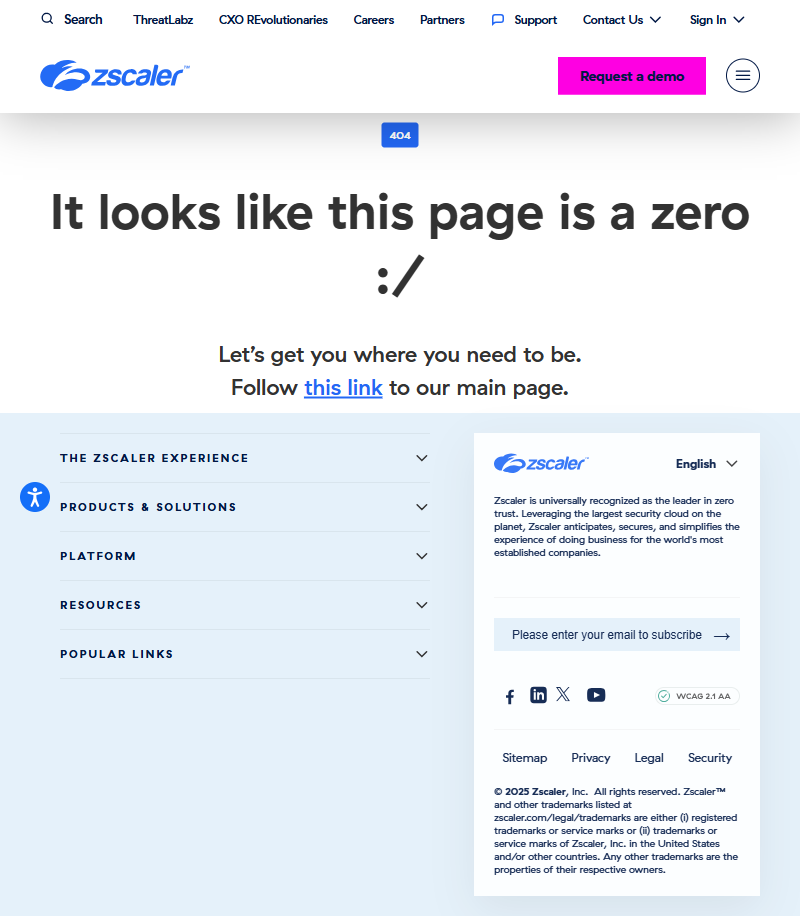 Search ThreatLabz CXO REvolutionaries Careers Partners Support Contact Us Sign In
zscaler™ Request a demo
404
It looks like this page is a zero
:/
Let’s get you where you need to be.
Follow this link to our main page.
THE ZSCALER EXPERIENCE
PRODUCTS & SOLUTIONS
PLATFORM
RESOURCES
POPULAR LINKS
zscaler™ English
Zscaler is universally recognized as the leader in zero
trust. Leveraging the largest security cloud on the
planet, Zscaler anticipates, secures, and simplifies the
experience of doing business for the world's most
established companies.
Please enter your email to subscribe
WCAG 2.1 AA
Sitemap Privacy Legal Security
© 2025 Zscaler, Inc. All rights reserved. Zscaler™
and other trademarks listed at
zscaler.com/legal/trademarks are either (i) registered
trademarks or service marks or (ii) trademarks or
service marks of Zscaler, Inc. in the United States
and/or other countries. Any other trademarks are the
properties of their respective owners.